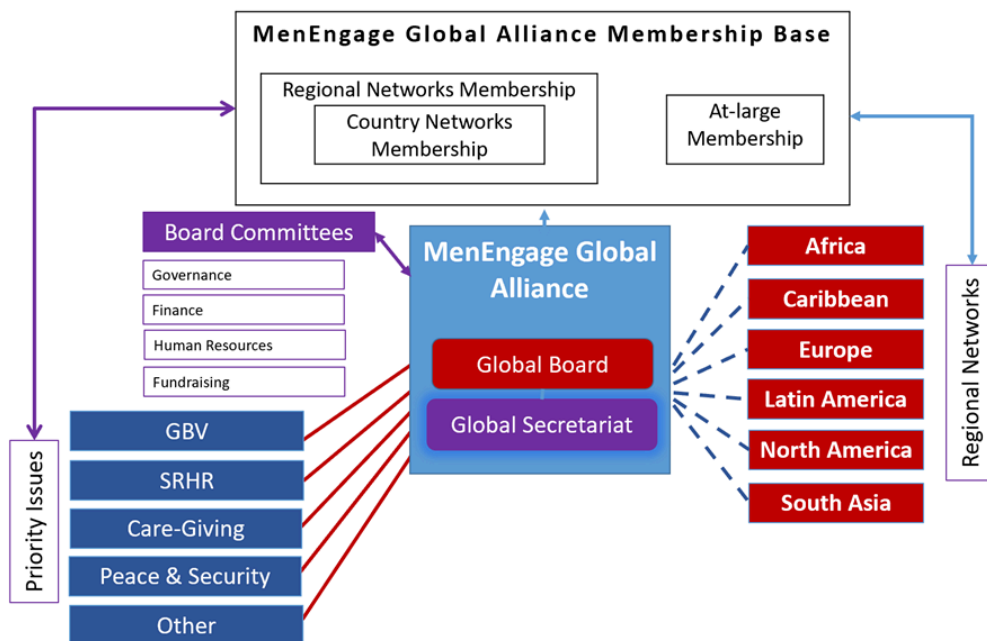 MenEngage Global Alliance Membership Base
Regional Networks Membership
Country Networks
Membership
At-large
Membership
Board Committees
Governance
Finance
Human Resources
Fundraising
MenEngage Global
Alliance
Global Board
Global Secretariat
Africa
Caribbean
Europe
Latin America
North America
South Asia
Regional Networks
Priority Issues
GBV
SRHR
Care-Giving
Peace & Security
Other